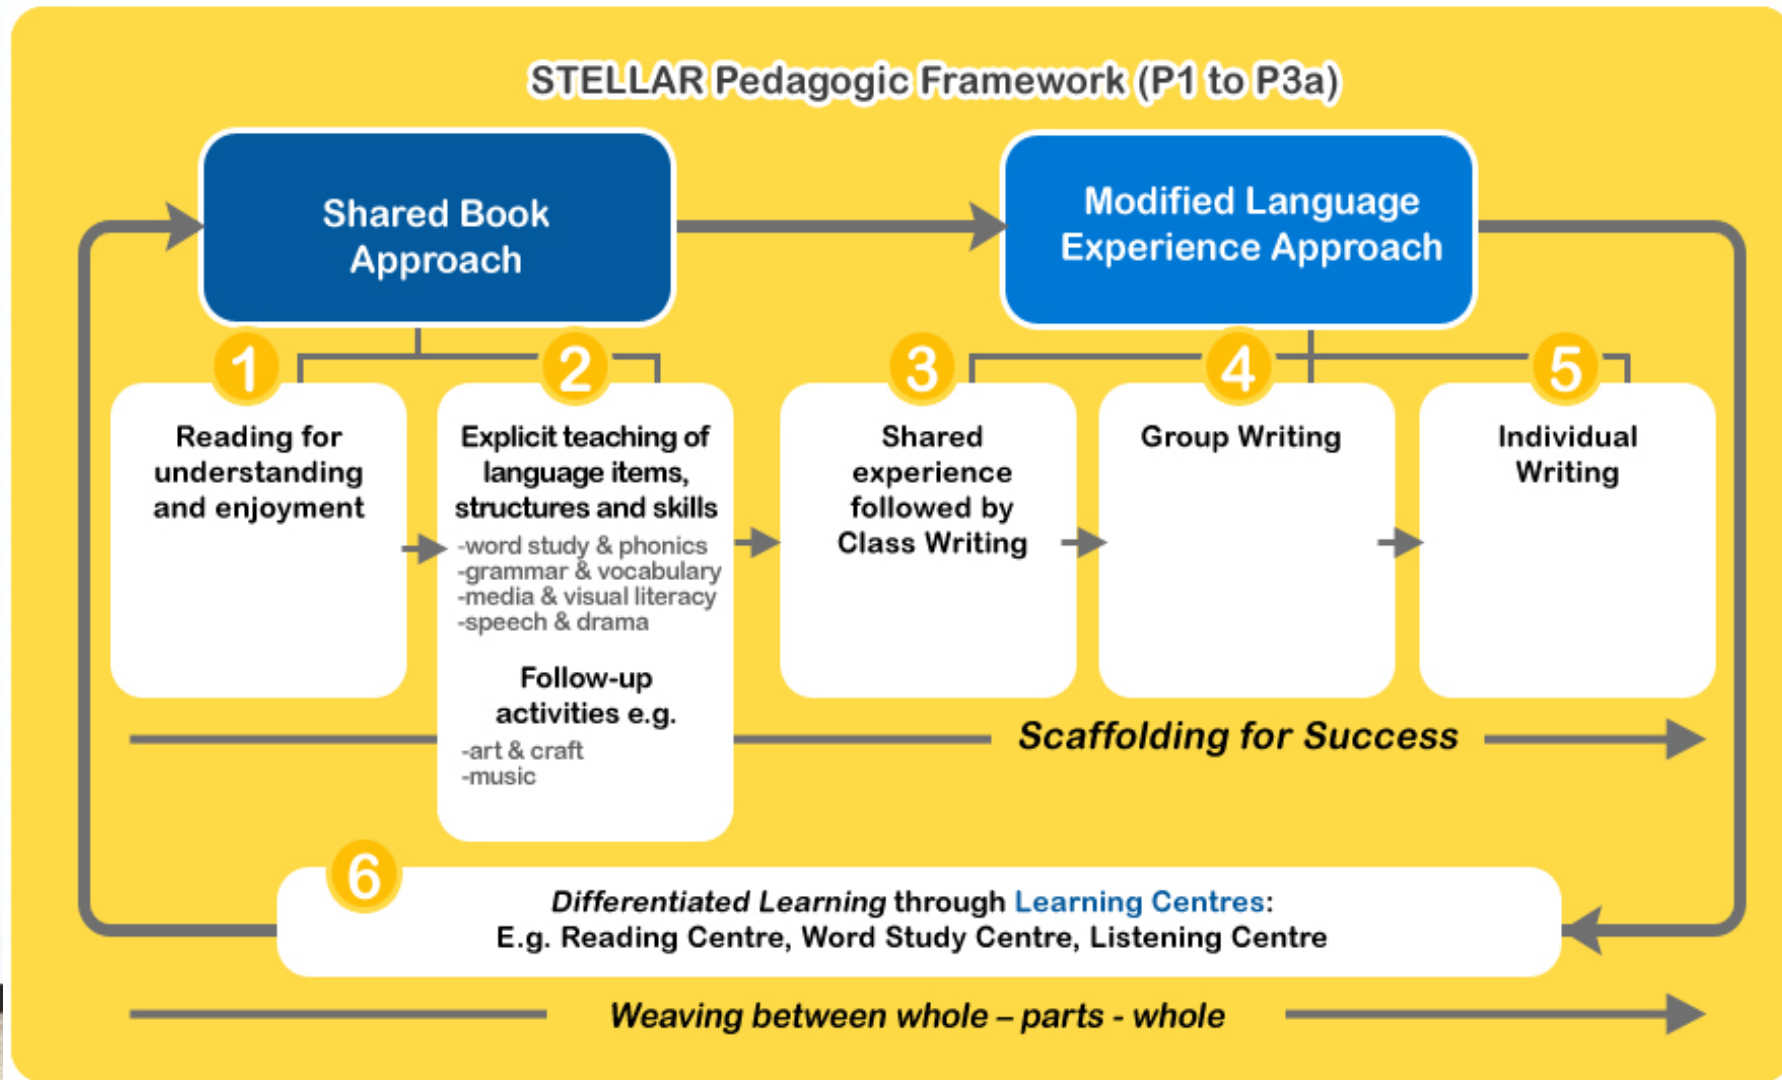 STELLAR Pedagogic Framework (P1 to P3a)
Shared Book
Approach
Modified Language
Experience Approach
1
Reading for
understanding
and enjoyment
2
Explicit teaching of
language items,
structures and skills
-word study & phonics
-grammar & vocabulary
-media & visual literacy
-speech & drama
Follow-up
activities e.g.
-art & craft
-music
3
Shared
experience
followed by
Class Writing
4
Group Writing
5
Individual
Writing
Scaffolding for Success
6
Differentiated Learning through Learning Centres:
E.g. Reading Centre, Word Study Centre, Listening Centre
Weaving between whole – parts - whole